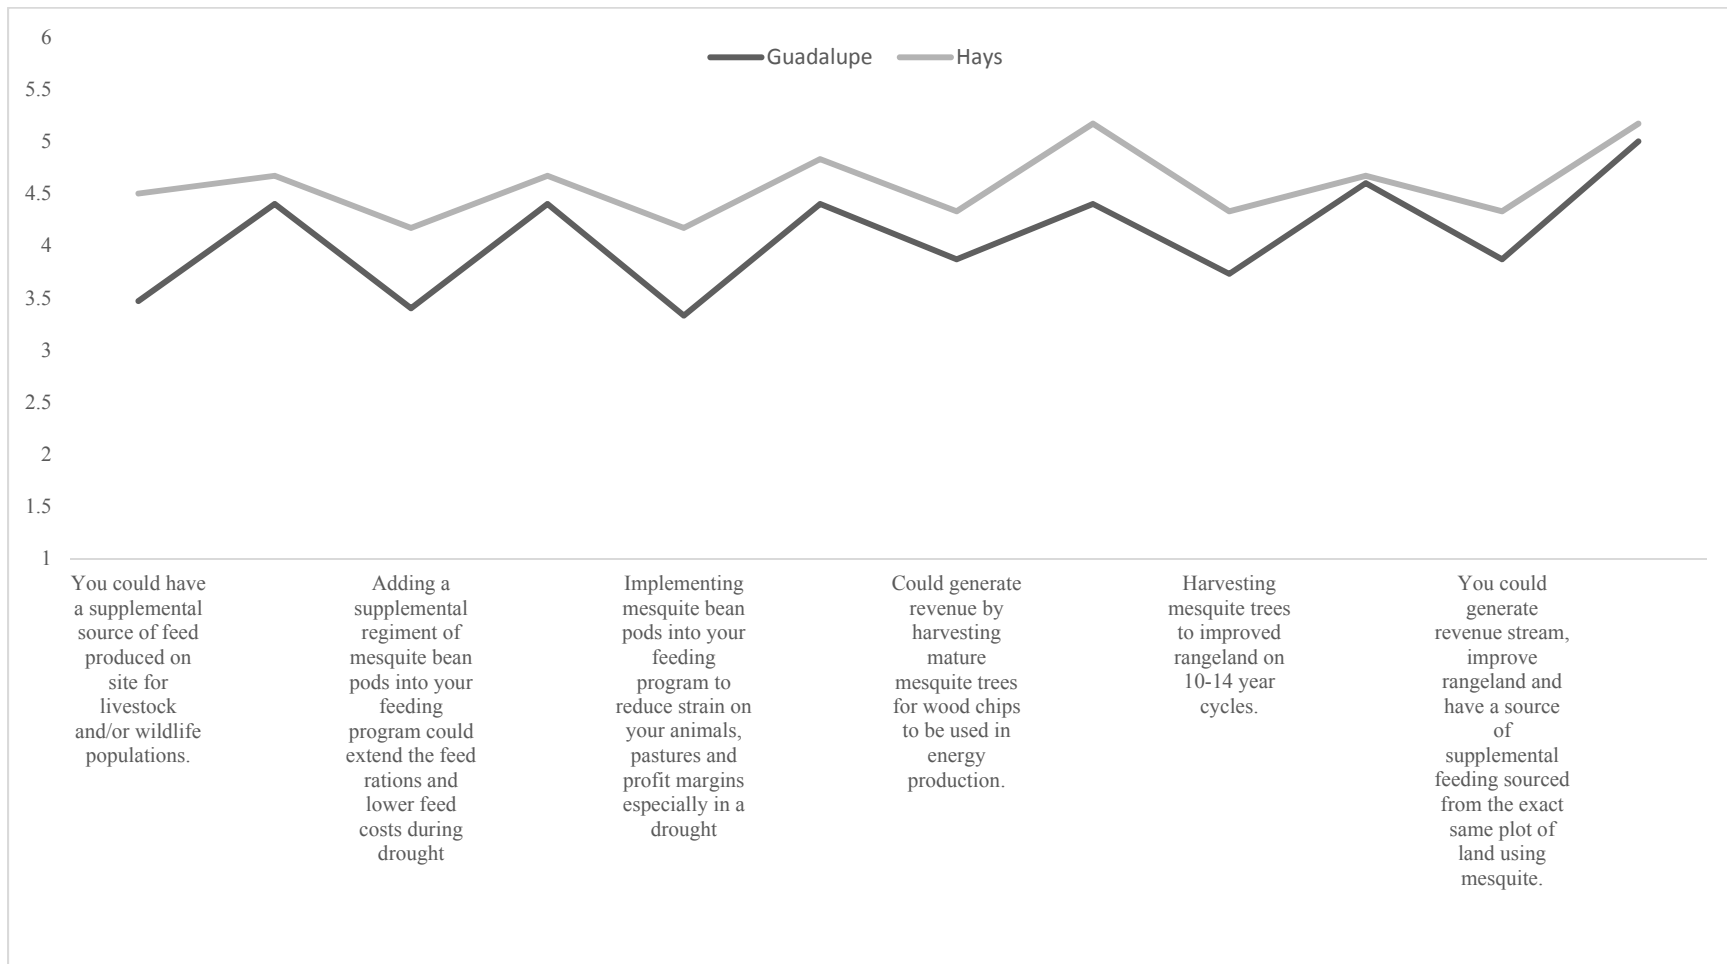 6
Guadalupe
Hays
5.5
5
4.5
4
3.5
3
2.5
2
1.5
1
You could have
a supplemental
source of feed
produced on
site for
livestock
and/or wildlife
populations.
Adding a
supplemental
regiment of
mesquite bean
pods into your
feeding
program could
extend the feed
rations and
lower feed
costs during
drought
Implementing
mesquite bean
pods into your
feeding
program to
reduce strain on
your animals,
pastures and
profit margins
especially in a
drought
Could generate
revenue by
harvesting
mature
mesquite trees
for wood chips
to be used in
energy
production.
Harvesting
mesquite trees
to improved
rangeland on
10-14 year
cycles.
You could
generate
revenue stream,
improve
rangeland and
have a source
of
supplemental
feeding sourced
from the exact
same plot of
land using
mesquite.